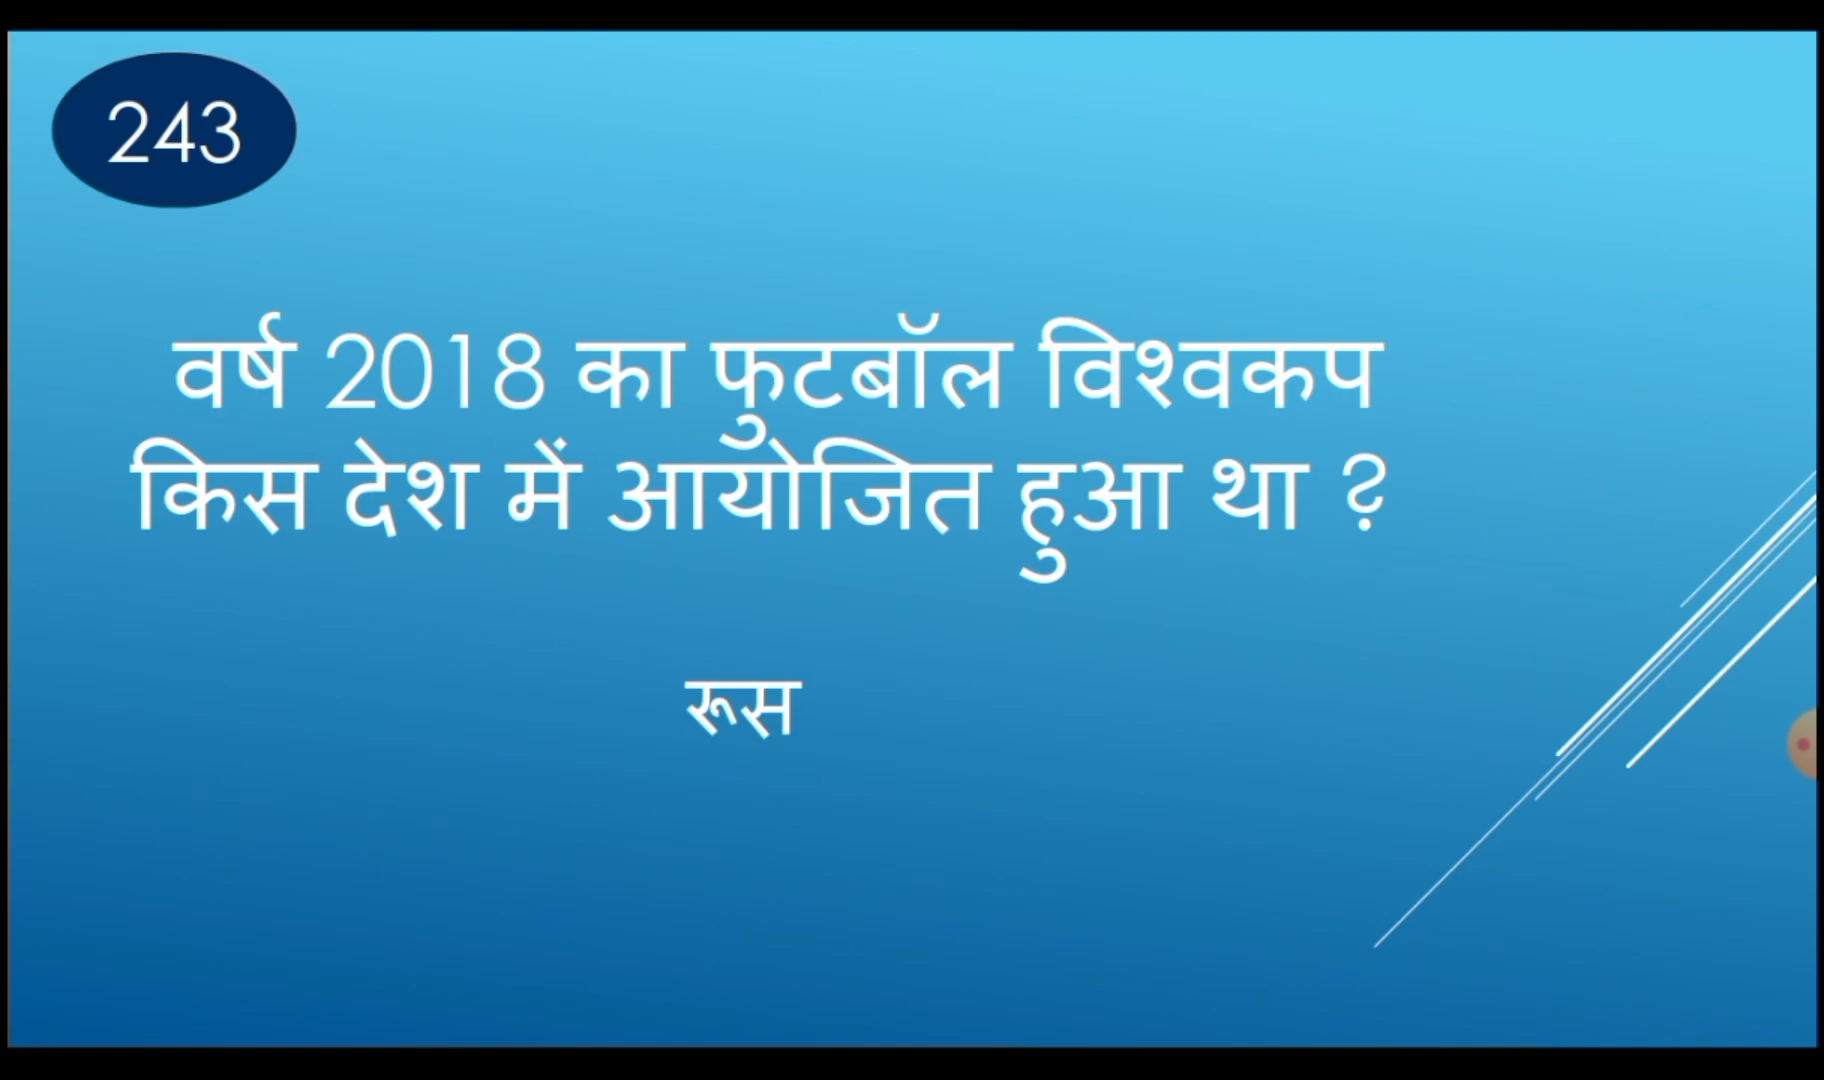 243
वर्ष 2018 का फुटबॉल विश्वकप
किस देश में आयोजित हुआ था ?
रूस